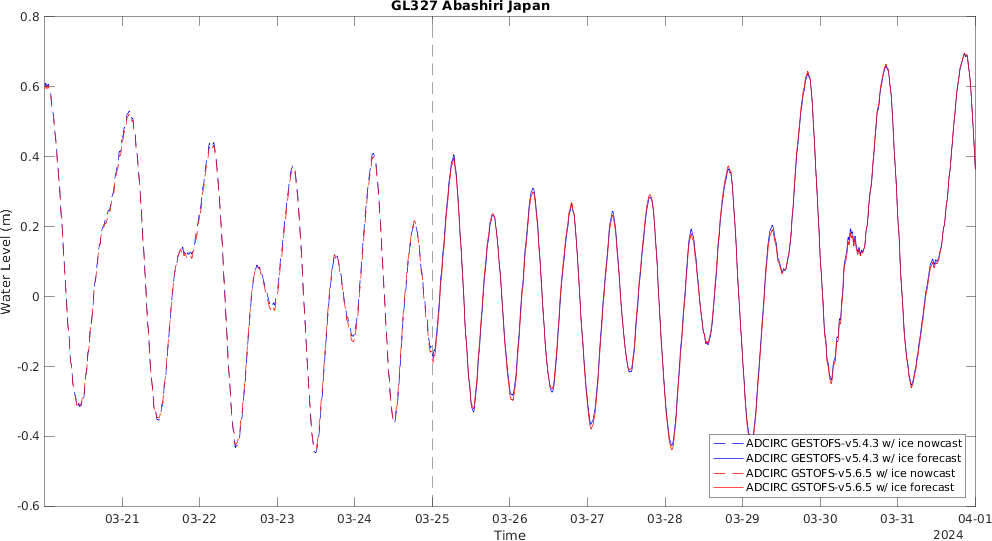 GL327 Abashiri Japan
0.8
0.6
0.4
0.2
0
-0.2
-0.4
-0.6
Water Level (m)
ADCIRC GESTOFS-v5.4.3 w/ ice nowcast
ADCIRC GESTOFS-v5.4.3 w/ ice forecast
ADCIRC GSTOFS-v5.6.5 w/ ice nowcast
ADCIRC GSTOFS-v5.6.5 w/ ice forecast
03-21 03-22 03-23 03-24 03-25 03-26 03-27 03-28 03-29 03-30 03-31 04-01
Time
2024